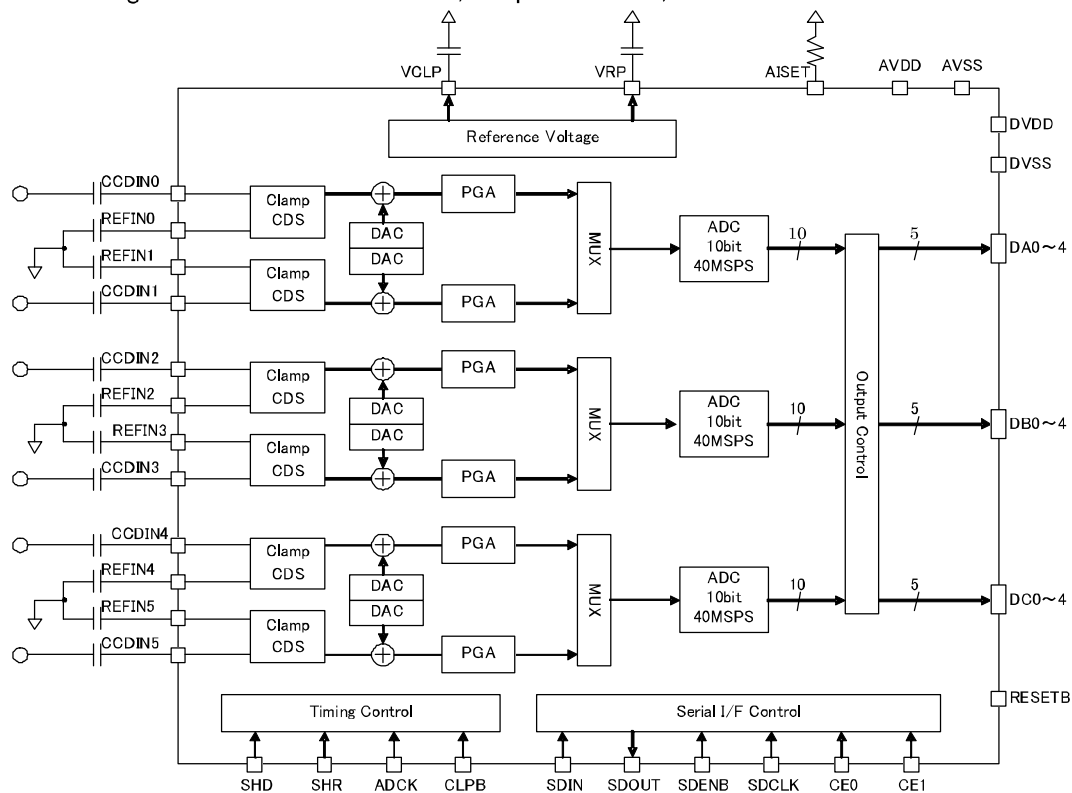 VCLP
VRP
AISET
AVDD
AVSS
DVDD
DVSS
Reference Voltage
CCDIN0
REFIN0
REFIN1
CCDIN1
Clamp
CDS
Clamp
CDS
DAC
DAC
PGA
PGA
MUX
ADC
10bit
40MSPS
10
5
DA0～4
CCDIN2
REFIN2
REFIN3
CCDIN3
Clamp
CDS
Clamp
CDS
DAC
DAC
PGA
PGA
MUX
ADC
10bit
40MSPS
10
Output Control
5
DB0～4
CCDIN4
REFIN4
REFIN5
CCDIN5
Clamp
CDS
Clamp
CDS
DAC
DAC
PGA
PGA
MUX
ADC
10bit
40MSPS
10
5
DC0～4
RESETB
Timing Control
Serial I/F Control
SHD
SHR
ADCK
CLPB
SDIN
SDOUT
SDENB
SDCLK
CE0
CE1